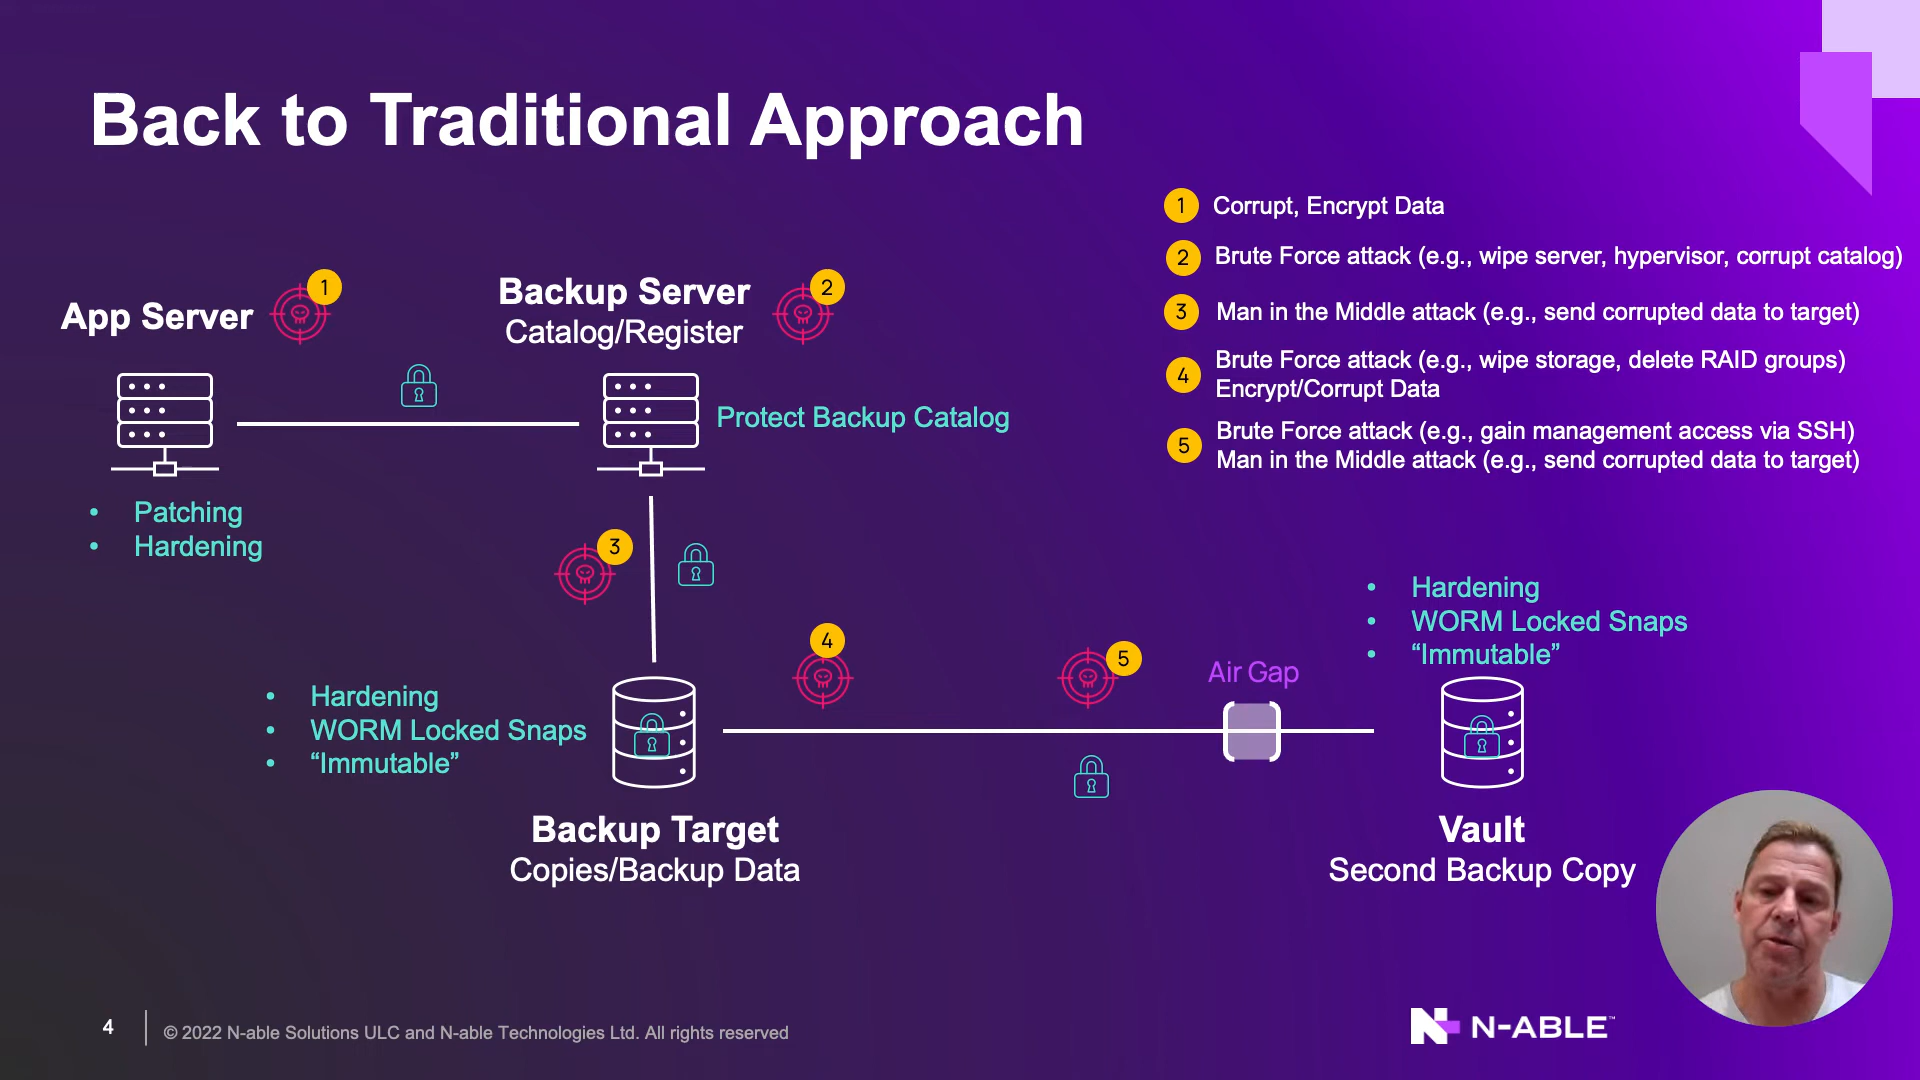 Back to Traditional Approach
1 Corrupt, Encrypt Data
2 Brute Force attack (e.g., wipe server, hypervisor, corrupt catalog)
3 Man in the Middle attack (e.g., send corrupted data to target)
4 Brute Force attack (e.g., wipe storage, delete RAID groups)
Encrypt/Corrupt Data
5 Brute Force attack (e.g., gain management access via SSH)
Man in the Middle attack (e.g., send corrupted data to target)
App Server
1
Backup Server
Catalog/Register
2
Protect Backup Catalog
• Patching
• Hardening
3
4
5
Air Gap
• Hardening
• WORM Locked Snaps
• “Immutable”
• Hardening
• WORM Locked Snaps
• “Immutable”
Backup Target
Copies/Backup Data
Vault
Second Backup Copy
4
© 2022 N-able Solutions ULC and N-able Technologies Ltd. All rights reserved
N-ABLE™